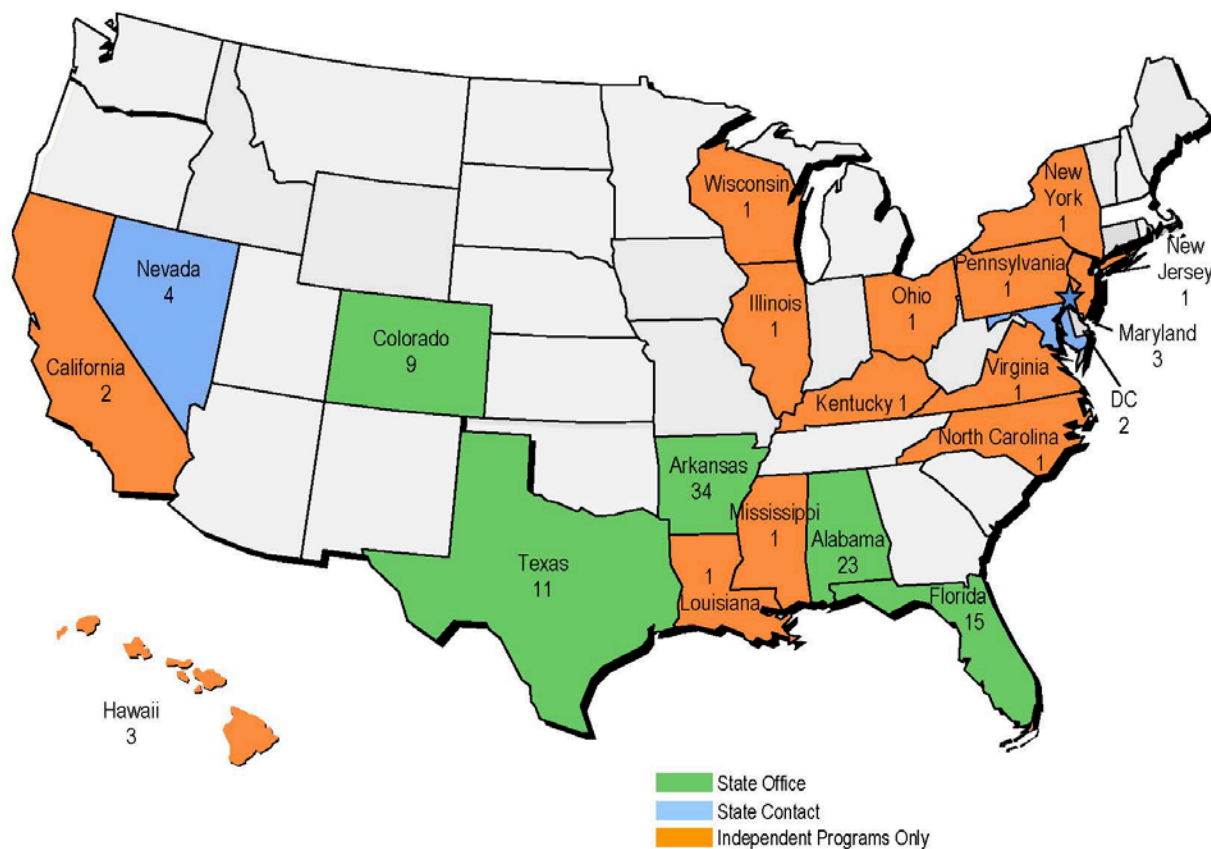 Wisconsin
1
New
York
1
New
Jersey
1
Pennsylvania
1
Nevada
4
Illinois
1
Ohio
1
Colorado
9
Maryland
3
California
2
Virginia
1
DC
2
Kentucky 1
North Carolina
1
Arkansas
34
Mississippi
1
Alabama
23
Texas
11
1
Louisiana
Florida
15
Hawaii
3
State Office
State Contact
Independent Programs Only